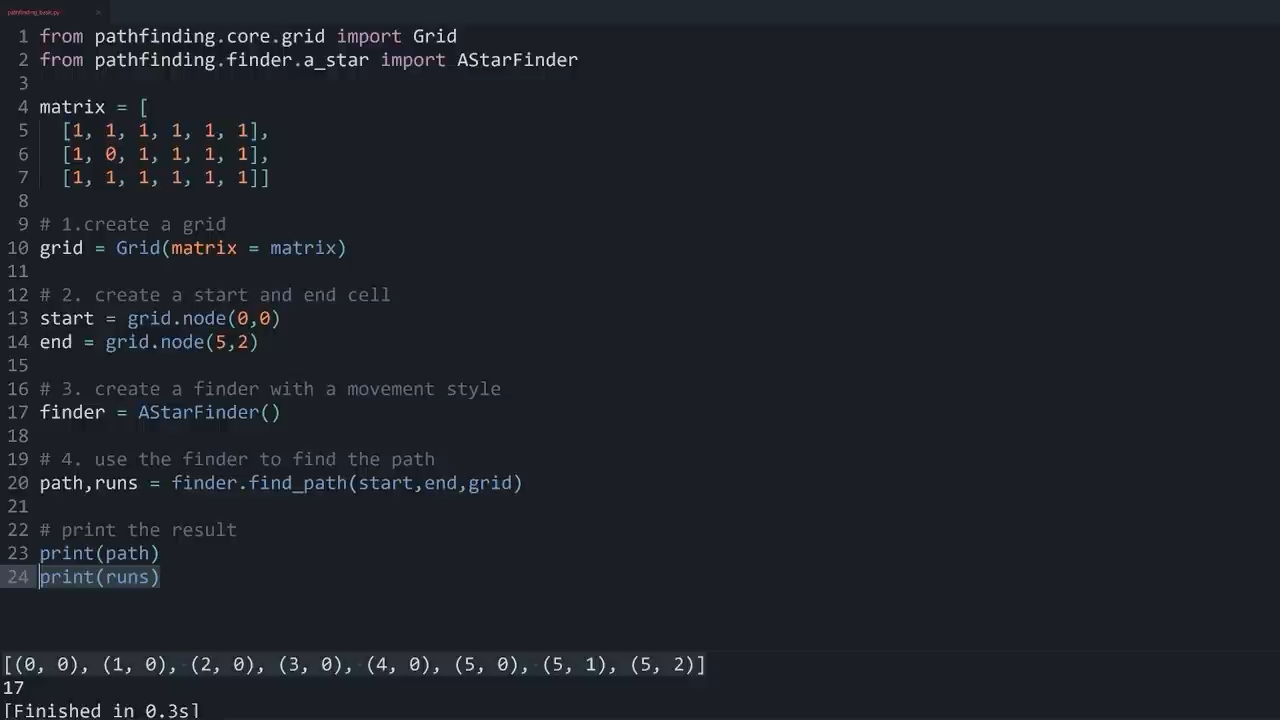 pathfinding_basic.py ×
1 from pathfinding.core.grid import Grid
2 from pathfinding.finder.a_star import AStarFinder
3
4 matrix = [
5 [1, 1, 1, 1, 1, 1],
6 [1, 0, 1, 1, 1, 1],
7 [1, 1, 1, 1, 1, 1]]
8
9 # 1.create a grid
10 grid = Grid(matrix = matrix)
11
12 # 2. create a start and end cell
13 start = grid.node(0,0)
14 end = grid.node(5,2)
15
16 # 3. create a finder with a movement style
17 finder = AStarFinder()
18
19 # 4. use the finder to find the path
20 path,runs = finder.find_path(start,end,grid)
21
22 # print the result
23 print(path)
24 print(runs)
[(0, 0), (1, 0), (2, 0), (3, 0), (4, 0), (5, 0), (5, 1), (5, 2)]
17
[Finished in 0.3s]